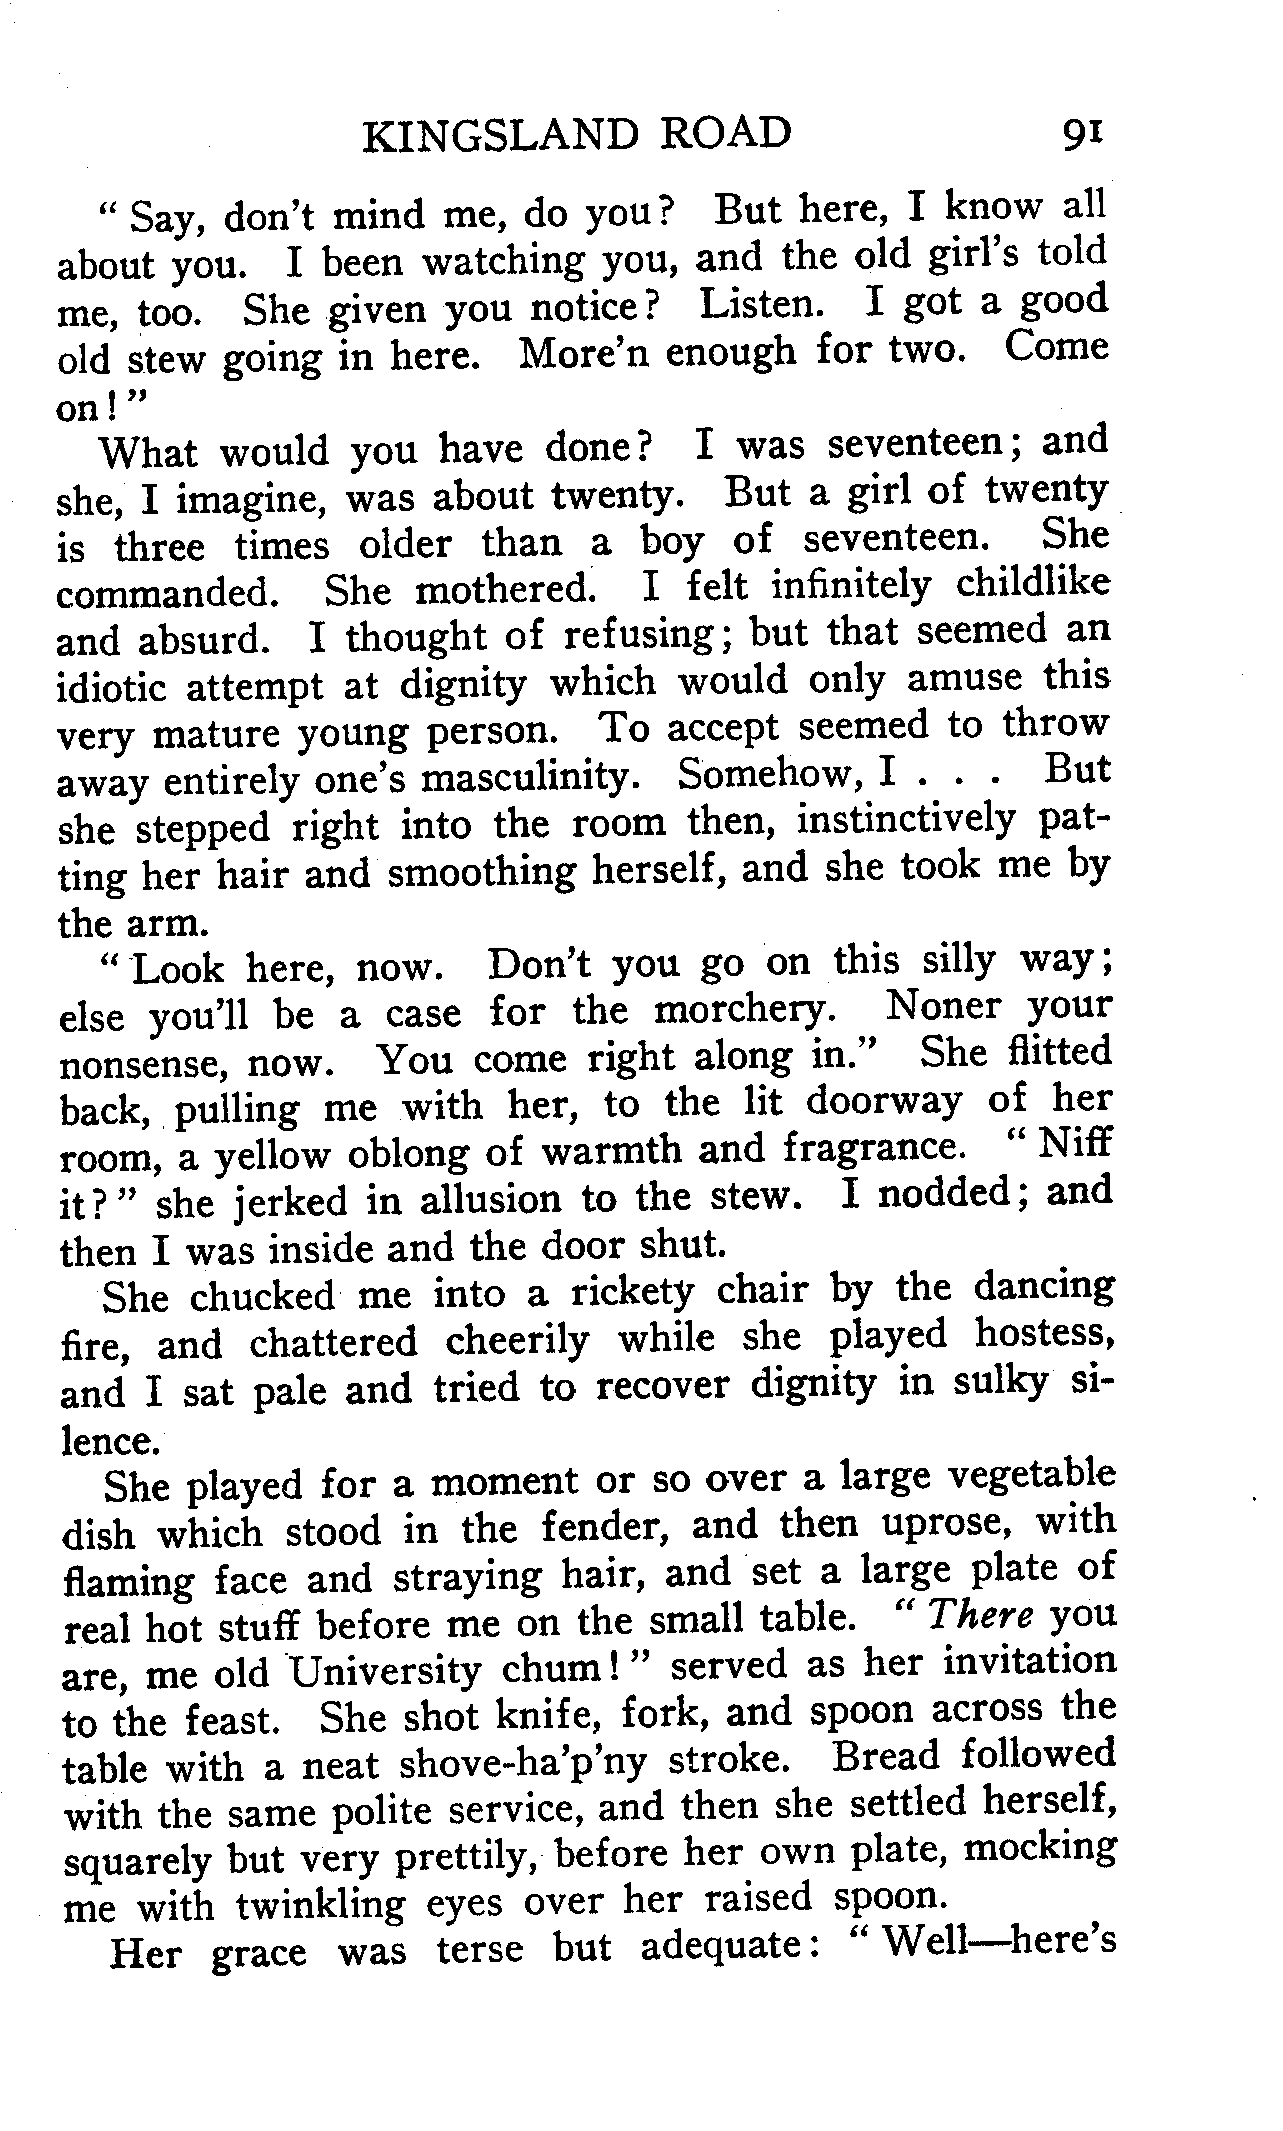 KINGSLAND ROAD 91
“ Say, don't mind me, do you? But here, I know all
about you. I been watching you, and the old girl's told
me, too. She given you notice? Listen. I got a good
old stew going in here. More'n enough for two. Come
on! ”
What would you have done? I was seventeen; and
she, I imagine, was about twenty. But a girl of twenty
is three times older than a boy of seventeen. She
commanded. She mothered. I felt infinitely childlike
and absurd. I thought of refusing; but that seemed an
idiotic attempt at dignity which would only amuse this
very mature young person. To accept seemed to throw
away entirely one's masculinity. Somehow, I . . . But
she stepped right into the room then, instinctively pat-
ting her hair and smoothing herself, and she took me by
the arm.
“ Look here, now. Don't you go on this silly way;
else you'll be a case for the morchery. Noner your
nonsense, now. You come right along in.” She flitted
back, pulling me with her, to the lit doorway of her
room, a yellow oblong of warmth and fragrance. “ Niff
it? ” she jerked in allusion to the stew. I nodded; and
then I was inside and the door shut.
She chucked me into a rickety chair by the dancing
fire, and chattered cheerily while she played hostess,
and I sat pale and tried to recover dignity in sulky si-
lence.
She played for a moment or so over a large vegetable
dish which stood in the fender, and then uprose, with
flaming face and straying hair, and set a large plate of
real hot stuff before me on the small table. “ There you
are, me old University chum! ” served as her invitation
to the feast. She shot knife, fork, and spoon across the
table with a neat shove-ha'p'ny stroke. Bread followed
with the same polite service, and then she settled herself,
squarely but very prettily, before her own plate, mocking
me with twinkling eyes over her raised spoon.
Her grace was terse but adequate: “ Well—here's